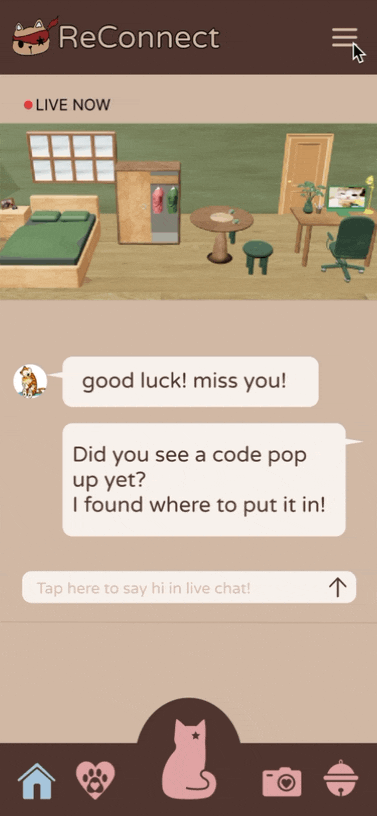 ReConnect
LIVE NOW
good luck! miss you!
Did you see a code pop
up yet?
I found where to put it in!
Tap here to say hi in live chat!